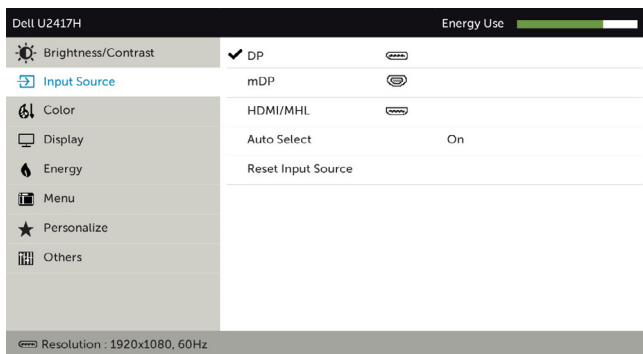 Dell U2417H Energy Use
Brightness/Contrast
Input Source
Color
Display
Energy
Menu
Personalize
Others
DP
mDP
HDMI/MHL
Auto Select On
Reset Input Source
Resolution : 1920x1080, 60Hz